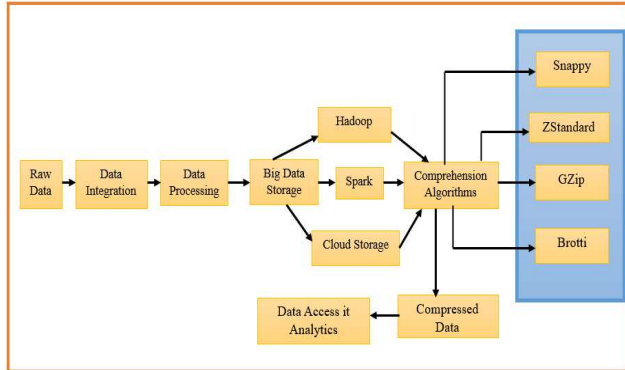 Raw
Data
Data
Integration
Data
Processing
Big Data
Storage
Hadoop
Spark
Cloud Storage
Comprehension
Algorithms
Snappy
ZStandard
GZip
Brotti
Compressed
Data
Data Access it
Analytics